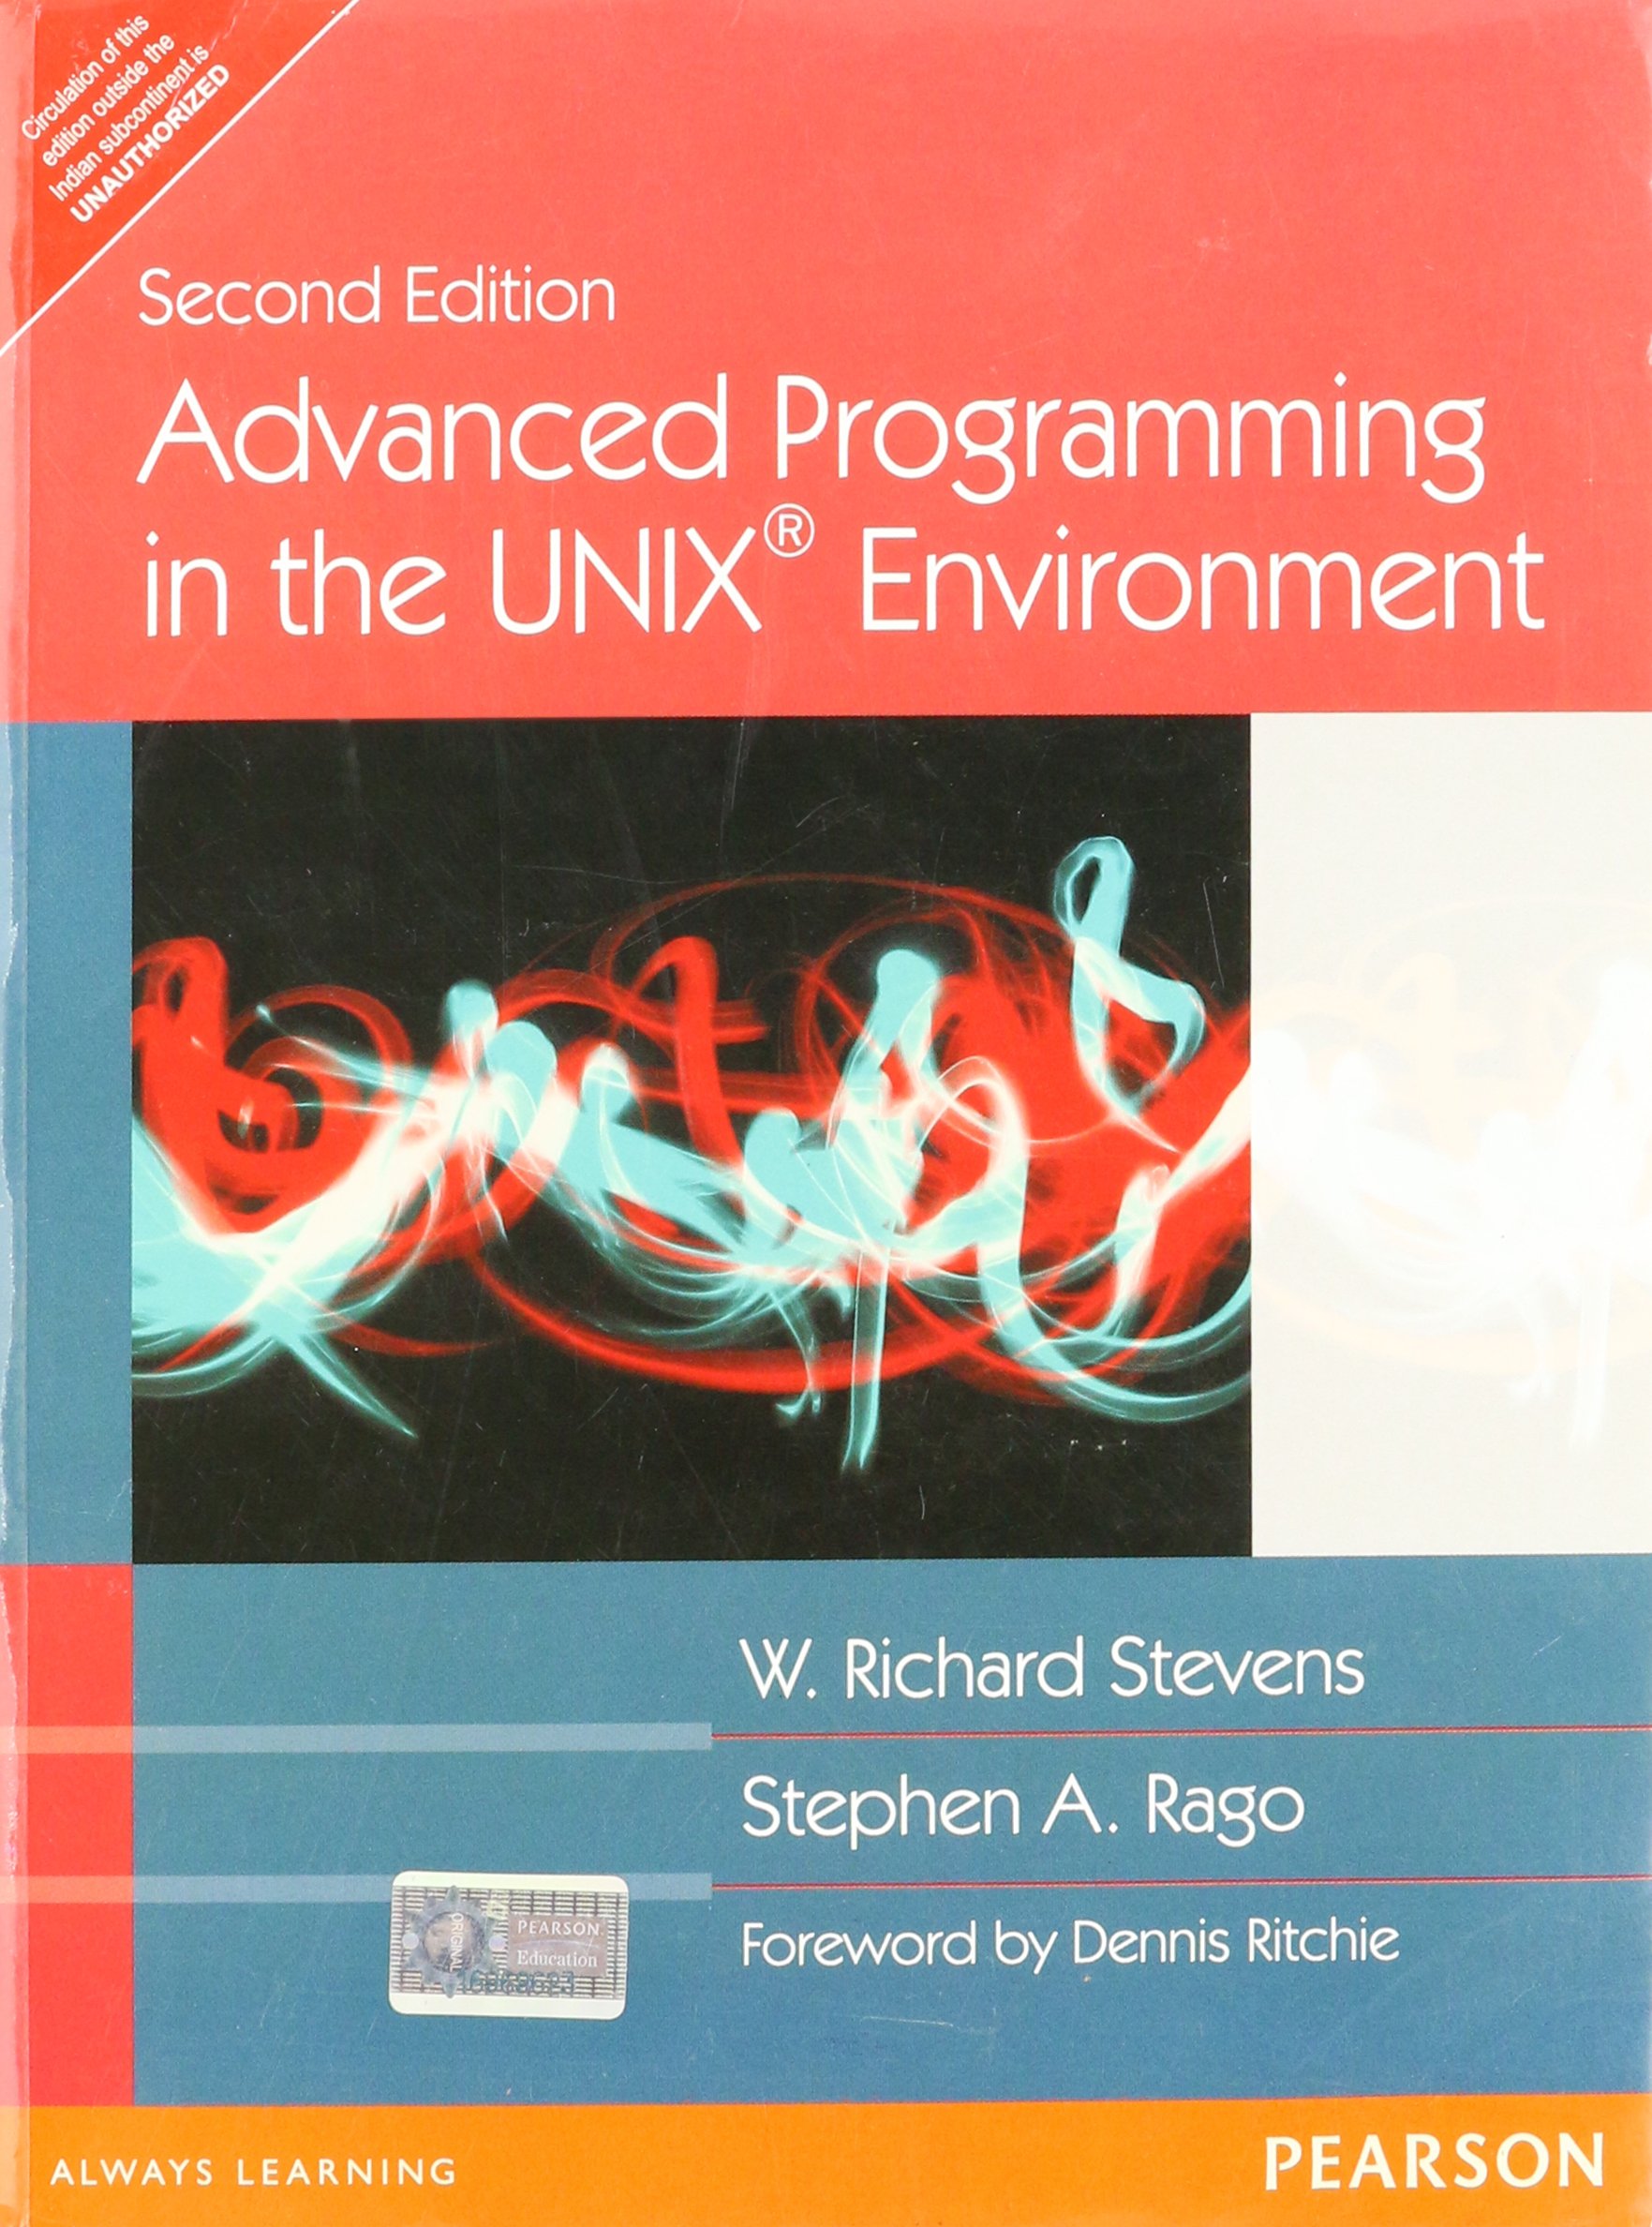 Circulation of this
edition outside the
Indian subcontinent is
UNAUTHORIZED
Second Edition
Advanced Programming
in the UNIX® Environment
W. Richard Stevens
Stephen A. Rago
Foreword by Dennis Ritchie
ORIGINAL
PEARSON
Education
ALWAYS LEARNING
PEARSON